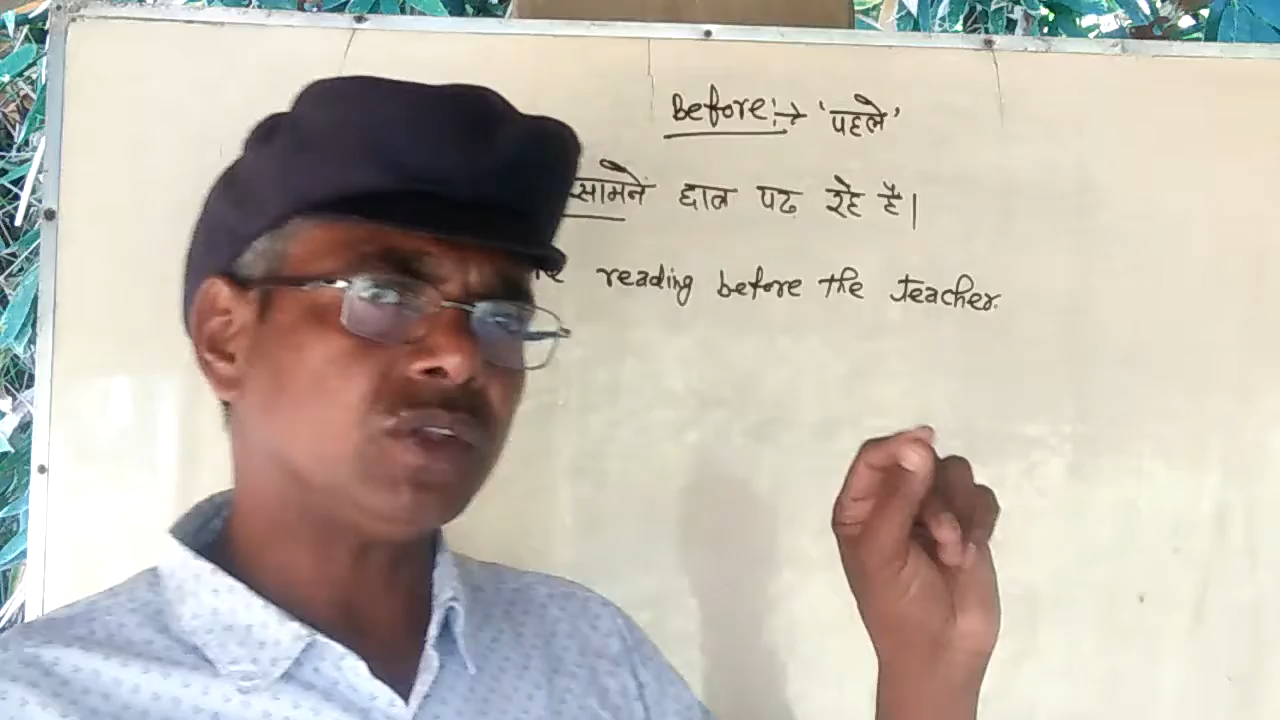 Before:→ 'पहले'
सामने छात्र पढ़ रहे है।
reading before the teacher.